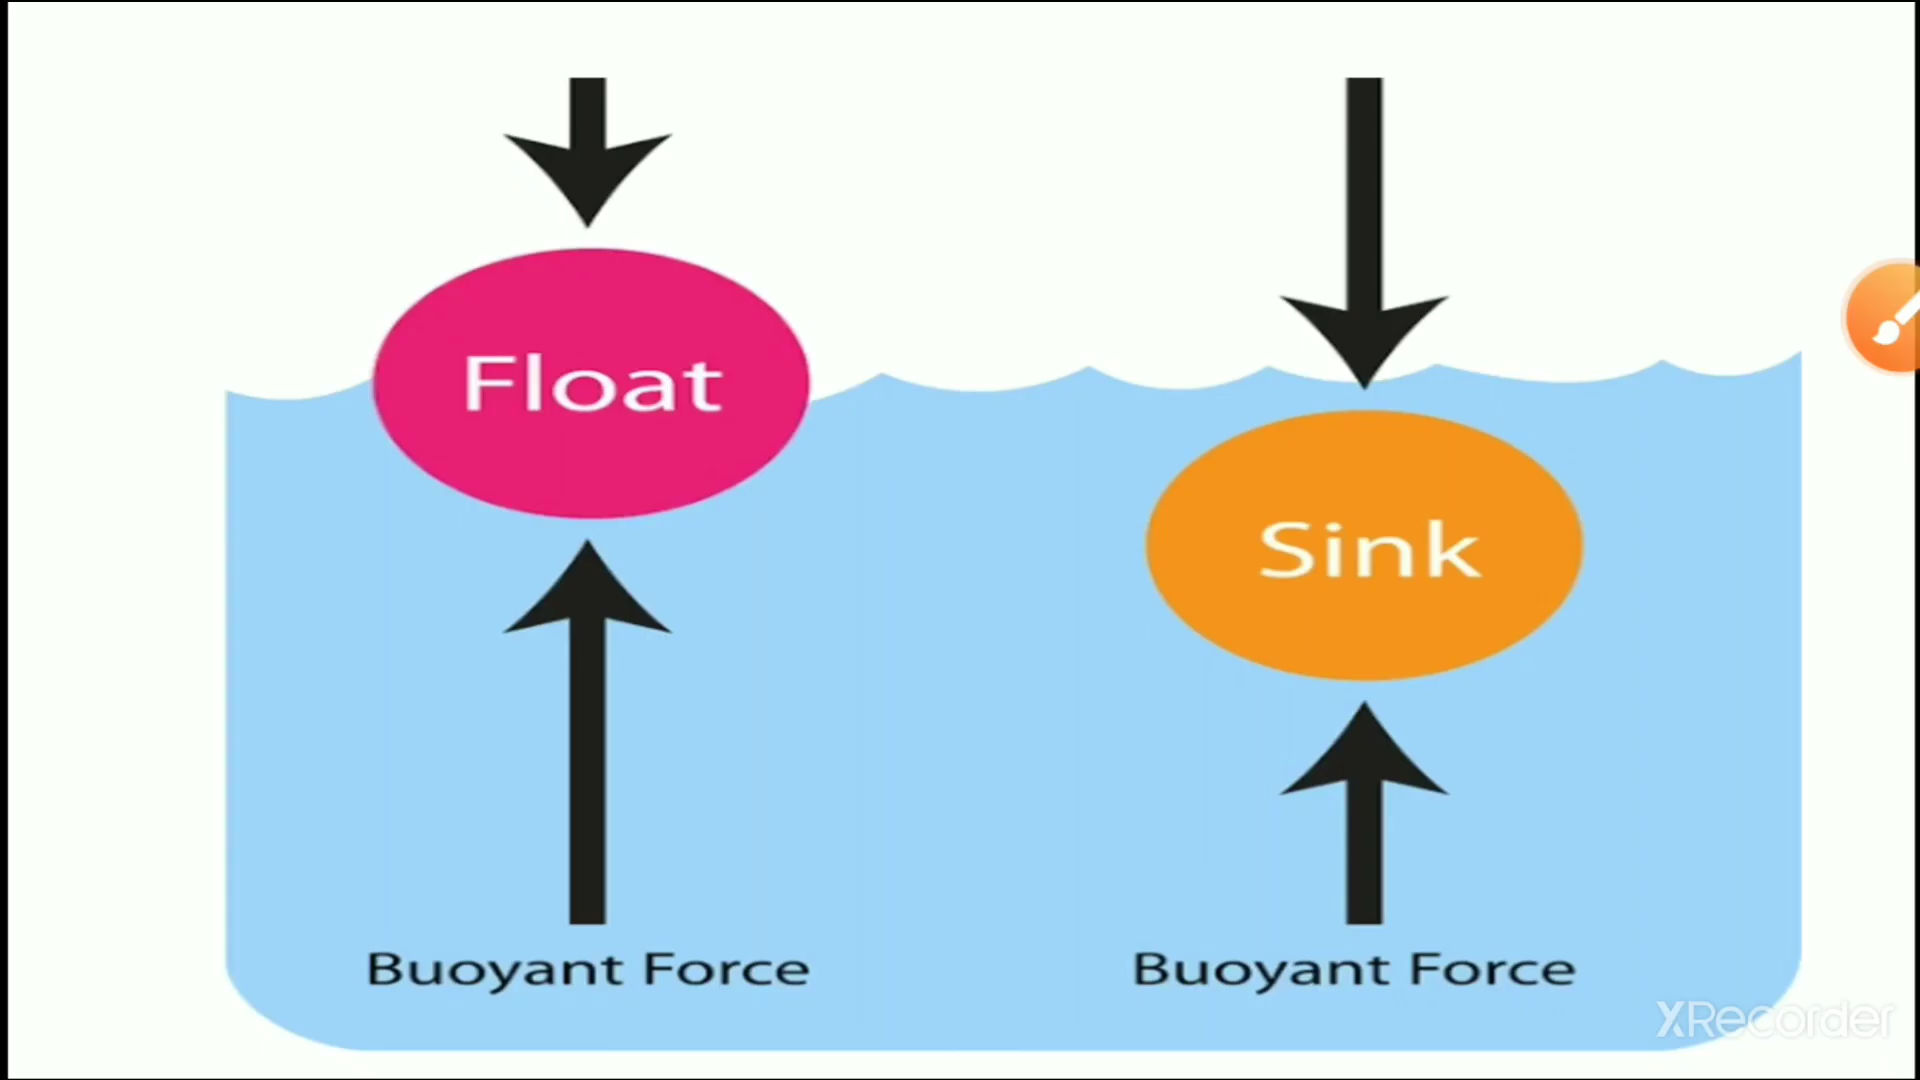 Float
Sink
Buoyant Force
Buoyant Force
XRecorder